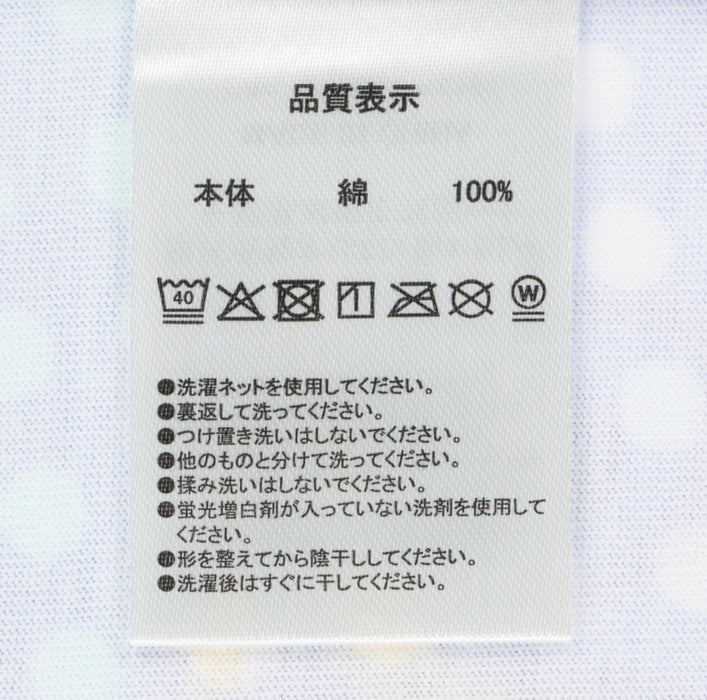 品質表示
本体 綿 100%
40 W
●洗濯ネットを使用してください。
●裏返して洗ってください。
●つけ置き洗いはしないでください。
●他のものと分けて洗ってください。
●揉み洗いはしないでください。
●蛍光増白剤が入っていない洗剤を使用して
ください。
●形を整えてから陰干ししてください。
●洗濯後はすぐに干してください。